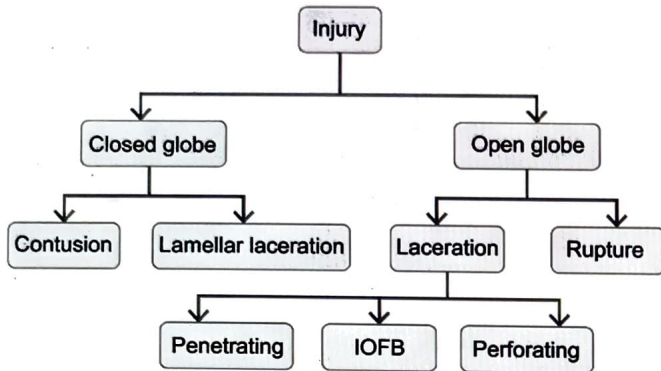 Injury
Closed globe
Open globe
Contusion
Lamellar laceration
Laceration
Rupture
Penetrating
IOFB
Perforating